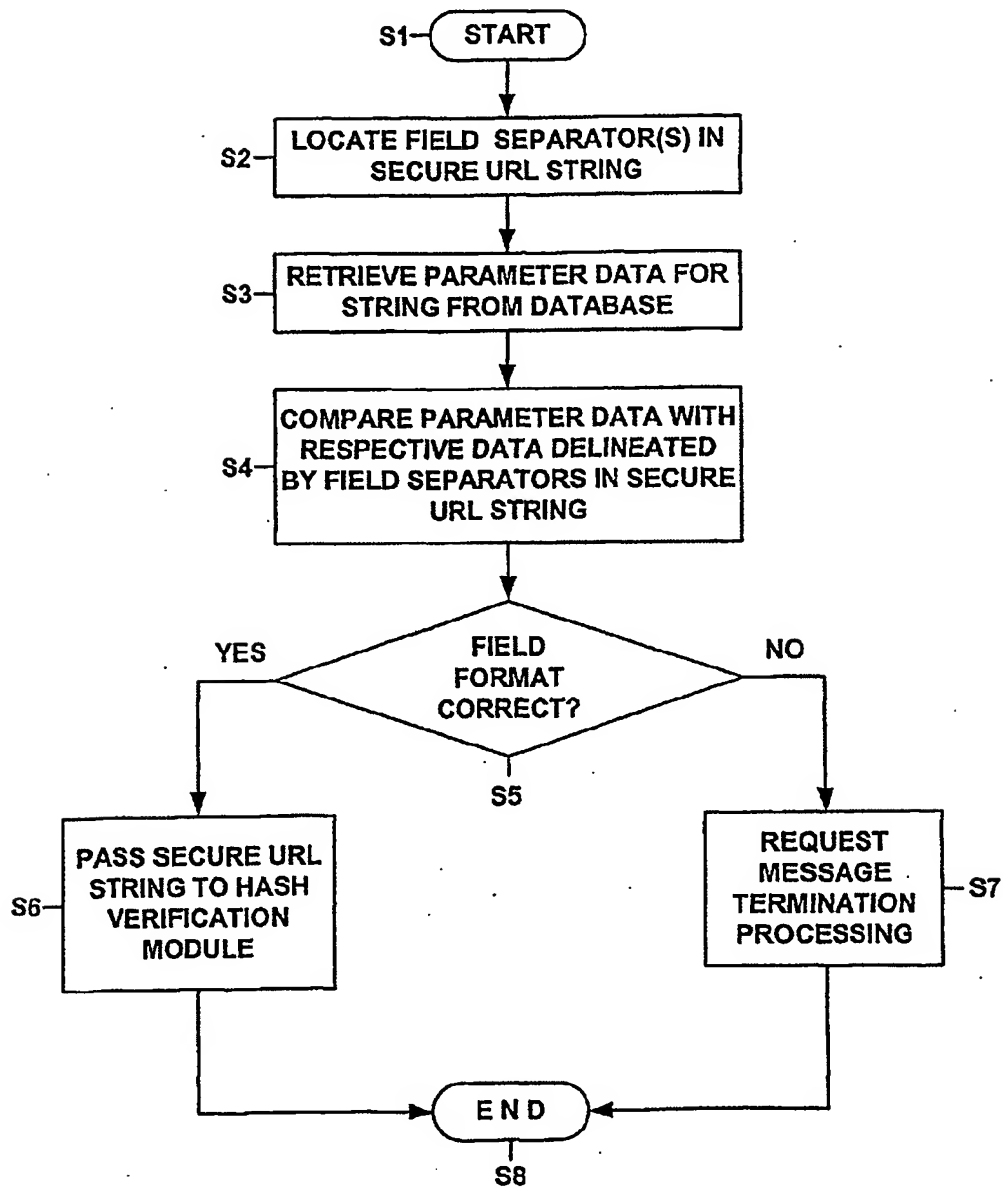 S1
START
S2
LOCATE FIELD SEPARATOR(S) IN
SECURE URL STRING
S3
RETRIEVE PARAMETER DATA FOR
STRING FROM DATABASE
S4
COMPARE PARAMETER DATA WITH
RESPECTIVE DATA DELINEATED
BY FIELD SEPARATORS IN SECURE
URL STRING
YES
NO
FIELD
FORMAT
CORRECT?
S5
S6
PASS SECURE URL
STRING TO HASH
VERIFICATION
MODULE
REQUEST
MESSAGE
TERMINATION
PROCESSING
S7
END
S8